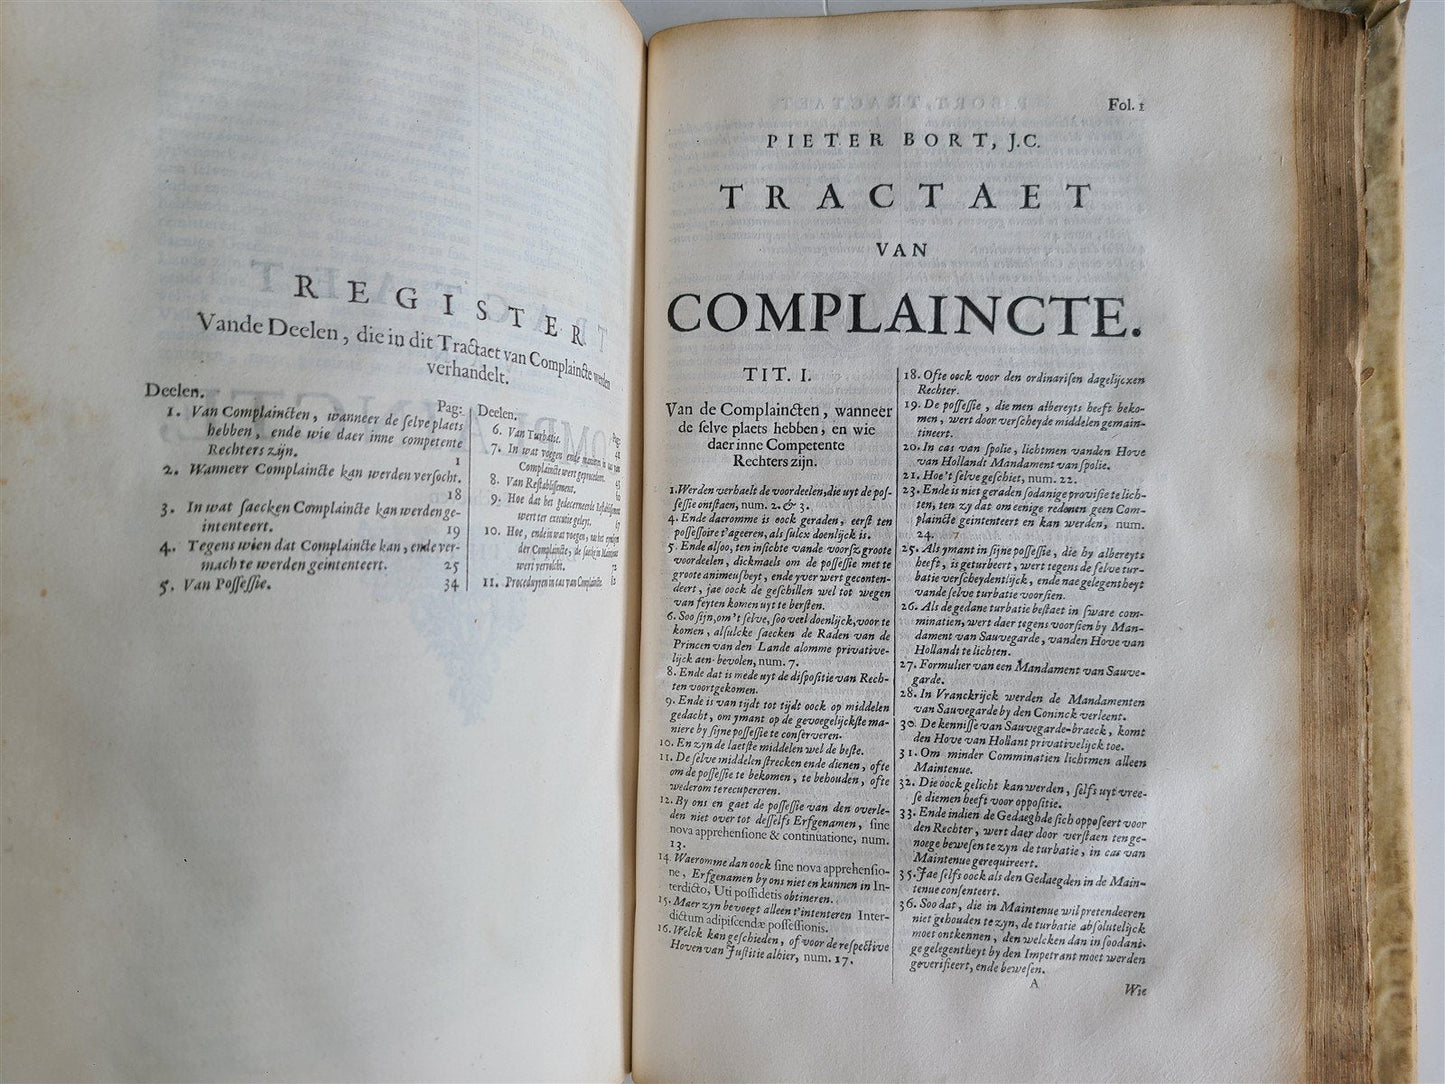 REGISTER
Vande Deelen, die in dit Tractaet van Complaincte werden
verhandelt.
Deelen.
Pag:
1. Van Complaincten, wanneer de ſelve plaets
hebben, ende wie daer inne competente
Rechters zijn.
1
2. Wanneer Complaincte kan werden verſocht.
18
3. In wat ſaecken Complaincte kan werden ge-
intenteert.
19
4. Tegens wien dat Complaincte kan, ende ver-
mach te werden geintenteert.
25
5. Van Poſſeſſie.
34
Deelen.
Pag:
6. Van Turbatie.
7. In wat voegen ende manieren in cas van
Complaincte wert geprocedeert.
8. Van Reſtabliſſement.
9. Hoe dat het gedecerneerde Reſtabliſſement
wert ter executie geleyt.
10. Hoe, ende in wat voegen,
der Complaincte, de ſaecke in Maintenue
wert vervolcht.
11. Proceduyren in cas van Complaincte.
Fol. 1
PIETER BORT, J.C.
TRACTAET
VAN
COMPLAINCTE.
TIT. I.
Van de Complaincten, wanneer
de ſelve plaets hebben, en wie
daer inne Competente
Rechters zijn.
1. Werden verhaelt de voordeelen, die uyt de poſ-
ſeſſie ontſtaen, num. 2. & 3.
4. Ende daeromme is oock geraden, eerſt ten
poſſeſſoire t'ageeren, als ſulcx doenlijck is.
5. Ende alſoo, ten inſichte vande voorſz groote
voordeelen, dickmaels om de poſſeſſie met te
groote animeusheyt, ende yver wert geconten-
deert, jae oock de geſchillen wel tot wegen
van feyten komen uyt te berſten.
6. Soo ſijn, om 't ſelve, ſoo veel doenlijck, voor te
komen, alſulcke ſaecken de Raden van de
Princen van den Lande alomme privative-
lijck aen-bevolen, num. 7.
8. Ende dat is mede uyt de diſpoſitie van Rech-
ten voortgekomen.
9. Ende is van tijdt tot tijdt oock op middelen
gedacht, om ymant op de gevoegelijckſte ma-
niere by ſijne poſſeſſie te conſerveren.
10. En zyn de laetſte middelen wel de beſte.
11. De ſelve middelen ſtrecken ende dienen, ofte
om de poſſeſſie te bekomen, te behouden, ofte
wederom te recupereren.
12. By ons en gaet de poſſeſſie van den overle-
den niet over tot deſſelfs Erfgenamen, ſine
nova apprehenſione & continuatione, num.
13.
14. Waeromme dan oock ſine nova apprehenſio-
ne, Erfgenamen by ons niet en kunnen in In-
terdicto, Uti poſſidetis obtineren.
15. Maer zyn bevoegt alleen t'intenteren Inter-
dictum adipiſcendæ poſſeſſionis.
16. Welck kan geſchieden, of voor de reſpective
Hoven van Juſtitie alhier, num. 17.
18. Ofte oock voor den ordinariſen dagelijcxen
Rechter.
19. De poſſeſſie, die men albereyts heeft beko-
men, wert door verſcheyde middelen gemain-
tineert.
20. In cas van ſpolie, lichtmen vanden Hove
van Hollandt Mandament van ſpolie.
21. Hoe 't ſelve geſchiet, num. 22.
23. Ende is niet geraden ſodanige proviſie te lich-
ten, ten zy dat om eenige redenen geen Com-
plaincte geintenteert en kan werden, num.
24.
25. Als ymant in ſijne poſſeſſie, die hy albereyts
heeft, is geturbeert, wert tegens de ſelve tur-
batie verſcheydentlijck, ende nae gelegentheyt
vande ſelve turbatie voorſien.
26. Als de gedane turbatie beſtaet in ſware com-
minatien, wert daer tegens voorſien by Man-
dament van Sauvegarde, vanden Hove van
Hollandt te lichten.
27. Formulier van een Mandament van Sauve-
garde.
28. In Vranckrijck werden de Mandamenten
van Sauvegarde by den Coninck verleent.
30. De kenniſſe van Sauvegarde-braeck, komt
den Hove van Hollant privativelijck toe.
31. Om minder Comminatien lichtmen alleen
Maintenue.
32. Die oock gelicht kan werden, ſelfs uyt vree-
ſe diemen heeft voor oppoſitie.
33. Ende indien de Gedaeghde ſich oppoſeert voor
den Rechter, wert daer door verſtaen ten ge-
noege bewefen te zyn de turbatie, in cas van
Maintenue gerequireert.
35. Jae ſelfs oock als den Gedaegden in de Main-
tenue conſenteert.
36. Soo dat, die in Maintenue wil pretendeeren
niet gehouden te zyn, de turbatie abſolutelijck
moet ontkennen, den welcken dan in ſoodani-
ge gelegentheyt by den Impetrant moet werden
geveriſieert, ende beweſen.
A
Wie